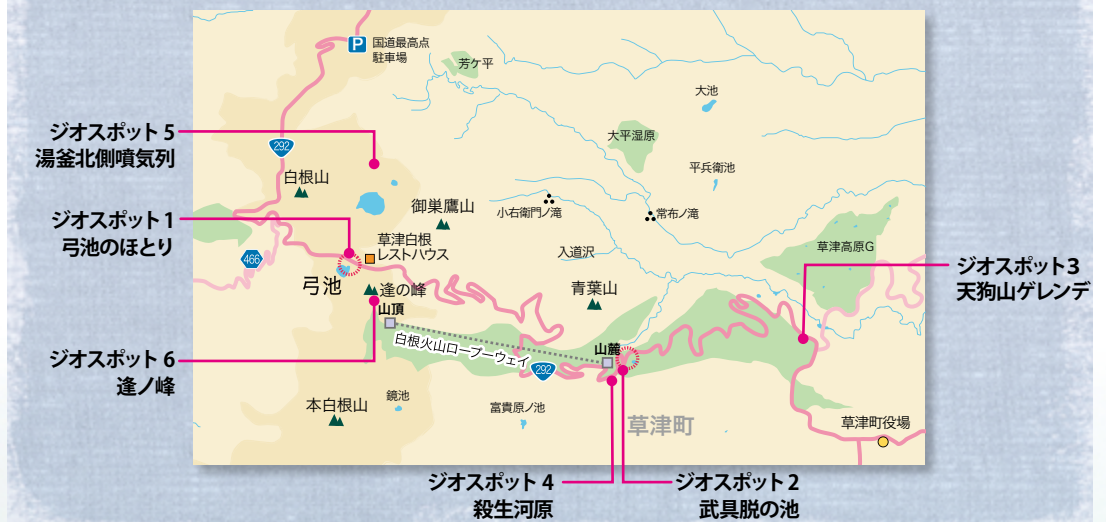 国道最高点
駐車場
P
芳ケ平
大池
ジオスポット 5
湯釜北側噴気列
292
大平湿原
平兵衛池
白根山
御巣鷹山
小右衛門ノ滝
常布ノ滝
ジオスポット 1
弓池のほとり
466
草津白根
レストハウス
入道沢
草津高原G
ジオスポット3
天狗山ゲレンデ
弓池
逢の峰
青葉山
山頂
白根火山ロープーウェイ
山麓
292
ジオスポット 6
逢ノ峰
本白根山
鏡池
富貴原ノ池
草津町
草津町役場
ジオスポット 4
殺生河原
ジオスポット 2
武具脱の池